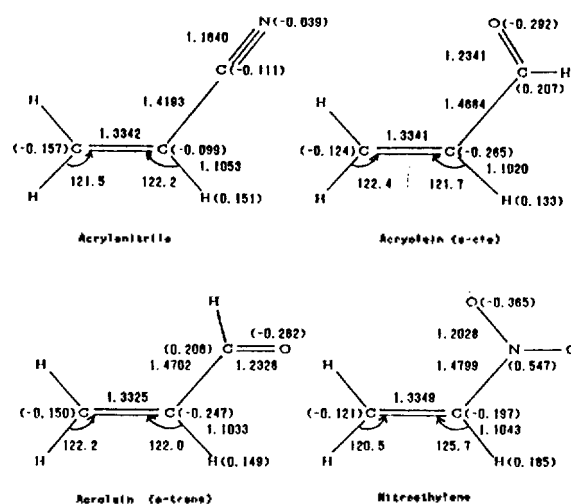 N(-0.039) O(-0.292)
1.1640 1.2341
C(-0.111) C H
(0.207)
H 1.4193 H 1.4684
1.3342 1.3341
(-0.157)C C(-0.099) (-0.124)C C(-0.265)
1.1053 1.1020
121.5 122.2 122.4 121.7
H H(0.151) H H(0.133)
Acrylonitrile Acrolein (s-cis)
H O(-0.365)
(-0.282) 1.2028
(0.208) C O N O
1.4702 1.2326 1.4799 (0.547)
H H
1.3325 1.3349
(-0.150)C C(-0.247) (-0.121)C C(-0.197)
1.1033 1.1043
122.2 122.0 120.5 125.7
H H(0.149) H H(0.185)
Acrolein (s-trans) Nitroethylene